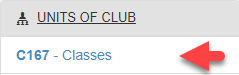 UNITS OF CLUB
C167 - Classes